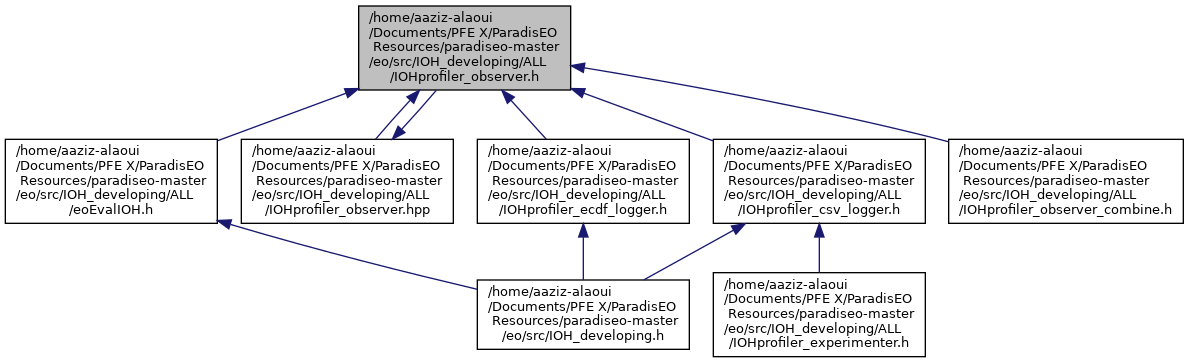 /home/aaziz-alaoui
/Documents/PFE X/ParadisEO
Resources/paradiseo-master
/eo/src/IOH_developing/ALL
/IOHprofiler_observer.h
/home/aaziz-alaoui
/Documents/PFE X/ParadisEO
Resources/paradiseo-master
/eo/src/IOH_developing/ALL
/eoEvalIOH.h
/home/aaziz-alaoui
/Documents/PFE X/ParadisEO
Resources/paradiseo-master
/eo/src/IOH_developing/ALL
/IOHprofiler_observer.hpp
/home/aaziz-alaoui
/Documents/PFE X/ParadisEO
Resources/paradiseo-master
/eo/src/IOH_developing/ALL
/IOHprofiler_ecdf_logger.h
/home/aaziz-alaoui
/Documents/PFE X/ParadisEO
Resources/paradiseo-master
/eo/src/IOH_developing/ALL
/IOHprofiler_csv_logger.h
/home/aaziz-alaoui
/Documents/PFE X/ParadisEO
Resources/paradiseo-master
/eo/src/IOH_developing/ALL
/IOHprofiler_observer_combine.h
/home/aaziz-alaoui
/Documents/PFE X/ParadisEO
Resources/paradiseo-master
/eo/src/IOH_developing.h
/home/aaziz-alaoui
/Documents/PFE X/ParadisEO
Resources/paradiseo-master
/eo/src/IOH_developing/ALL
/IOHprofiler_experimenter.h